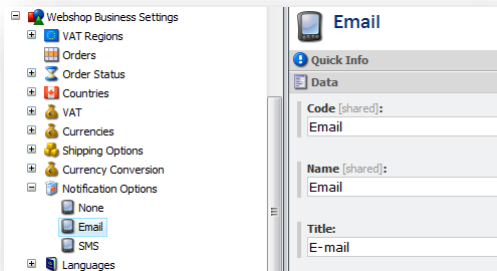 Webshop Business Settings
VAT Regions
Orders
Order Status
Countries
VAT
Currencies
Shipping Options
Currency Conversion
Notification Options
None
Email
SMS
Languages
Email
Quick Info
Data
Code [shared]:
Email
Name [shared]:
Email
Title:
E-mail